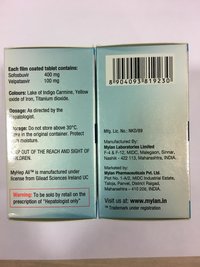 Each film coated tablet contains:
Sofosbuvir 400 mg
Velpatasvir 100 mg
Colours: Lake of Indigo Carmine, Yellow
oxide of Iron, Titanium dioxide.
Dosage: As directed by the
Hepatologist.
Storage: Do not store above 30°C.
in the original container. Protect
moisture.
OUT OF THE REACH AND SIGHT OF
CHILDREN.
MyHep All™ is manufactured under
license from Gilead Sciences Ireland UC
Warning: To be sold by retail on the
prescription of "Hepatologist only"
8 904093 819230
Mfg. Lic. No.: NKD/89
Manufactured by:
Mylan Laboratories Limited
F-4 & F-12, MIDC, Malegaon, Sinnar,
Nashik - 422 113, Maharashtra, INDIA.
Marketed by:
Mylan Pharmaceuticals Pvt. Ltd.
Plot No. 1-A/2, MIDC Industrial Estate,
Taloja, Panvel, District Raigad,
Maharashtra - 410 208, INDIA.
Visit us at: www.mylan.in
™ Trademark under registration